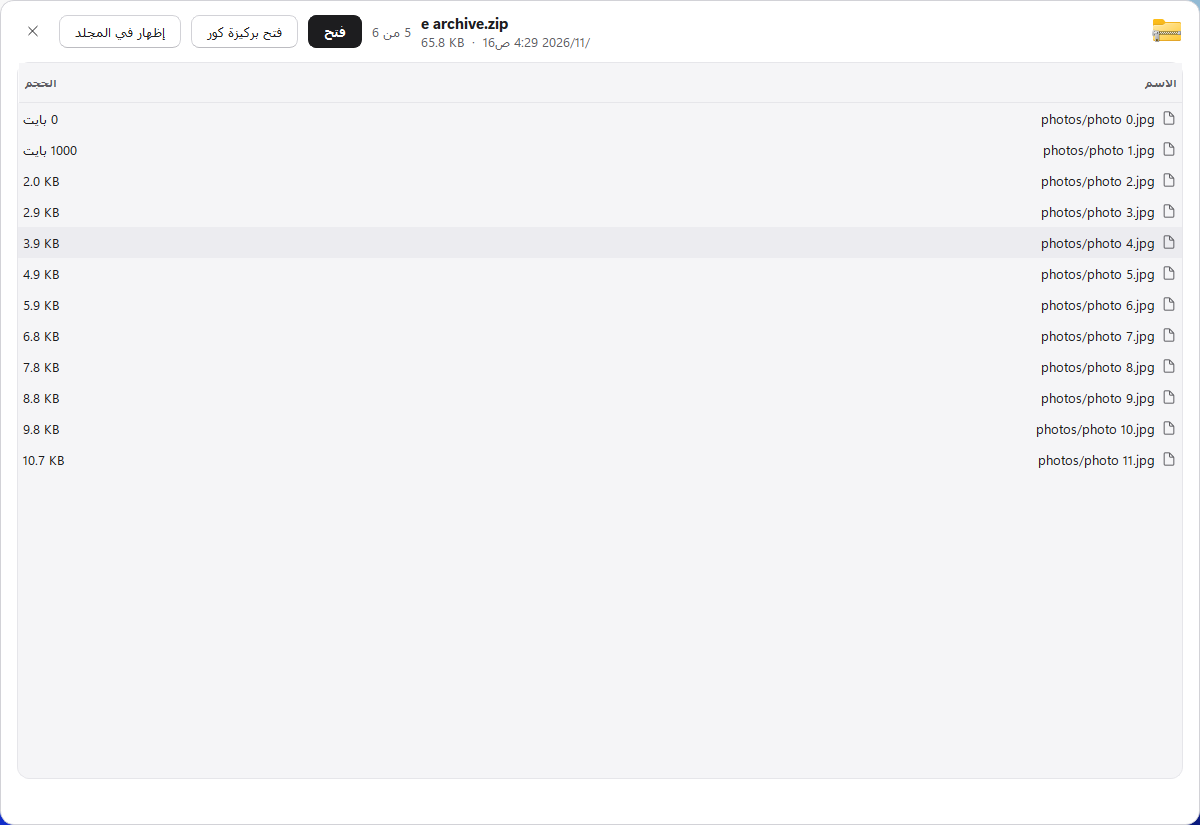 e archive.zip
65.8 KB · 16/11/2026 4:29 ص
5 من 6
فتح
فتح بركيزة كور
إظهار في المجلد
الاسم
الحجم
photos/photo 0.jpg
0 بايت
photos/photo 1.jpg
1000 بايت
photos/photo 2.jpg
2.0 KB
photos/photo 3.jpg
2.9 KB
photos/photo 4.jpg
3.9 KB
photos/photo 5.jpg
4.9 KB
photos/photo 6.jpg
5.9 KB
photos/photo 7.jpg
6.8 KB
photos/photo 8.jpg
7.8 KB
photos/photo 9.jpg
8.8 KB
photos/photo 10.jpg
9.8 KB
photos/photo 11.jpg
10.7 KB